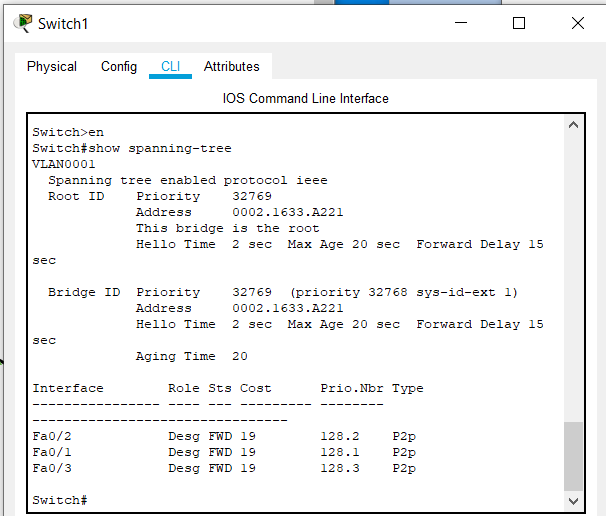 Switch1
Physical Config CLI Attributes
IOS Command Line Interface
Switch>en
Switch#show spanning-tree
VLAN0001
  Spanning tree enabled protocol ieee
  Root ID    Priority    32769
             Address     0002.1633.A221
             This bridge is the root
             Hello Time  2 sec  Max Age 20 sec  Forward Delay 15
sec

  Bridge ID  Priority    32769  (priority 32768 sys-id-ext 1)
             Address     0002.1633.A221
             Hello Time  2 sec  Max Age 20 sec  Forward Delay 15
sec
             Aging Time  20

Interface        Role Sts Cost      Prio.Nbr Type
---------------- ---- --- --------- --------
--------------------------------
Fa0/2            Desg FWD 19        128.2    P2p
Fa0/1            Desg FWD 19        128.1    P2p
Fa0/3            Desg FWD 19        128.3    P2p

Switch#